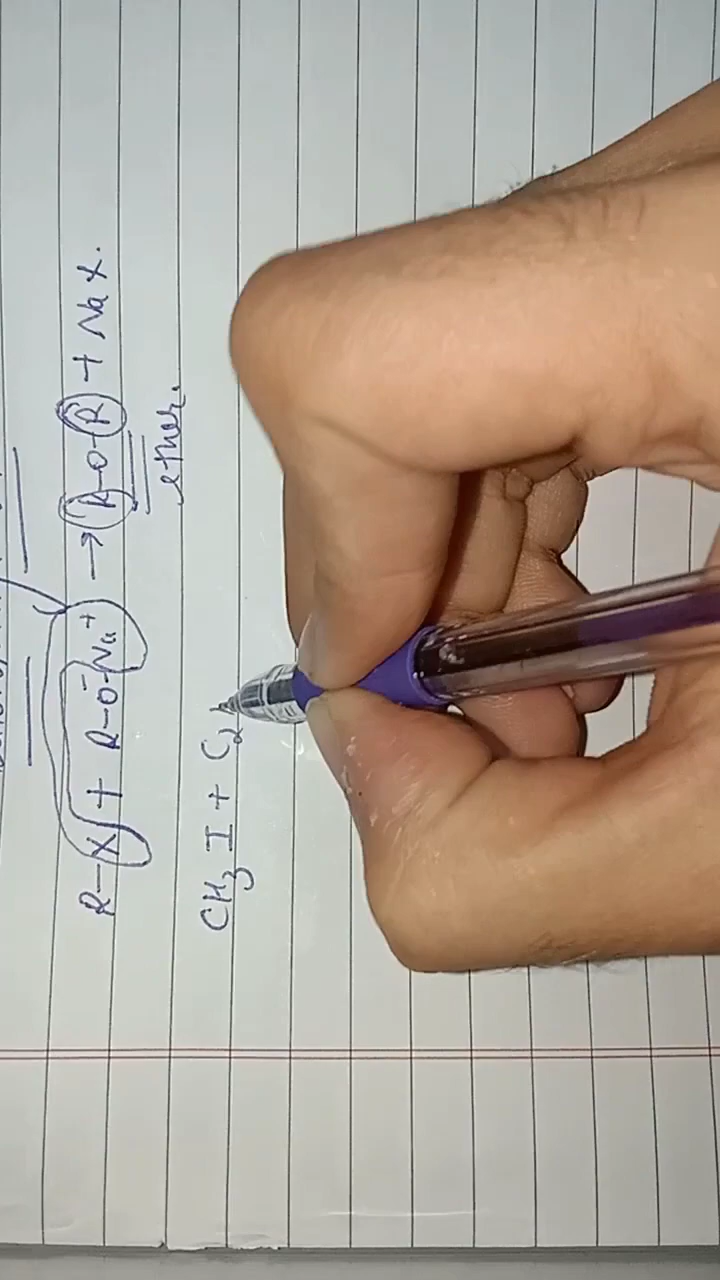 R-X + R-O⁻Na⁺ → R-O-R + NaX.
ether.
CH₃I + C₂